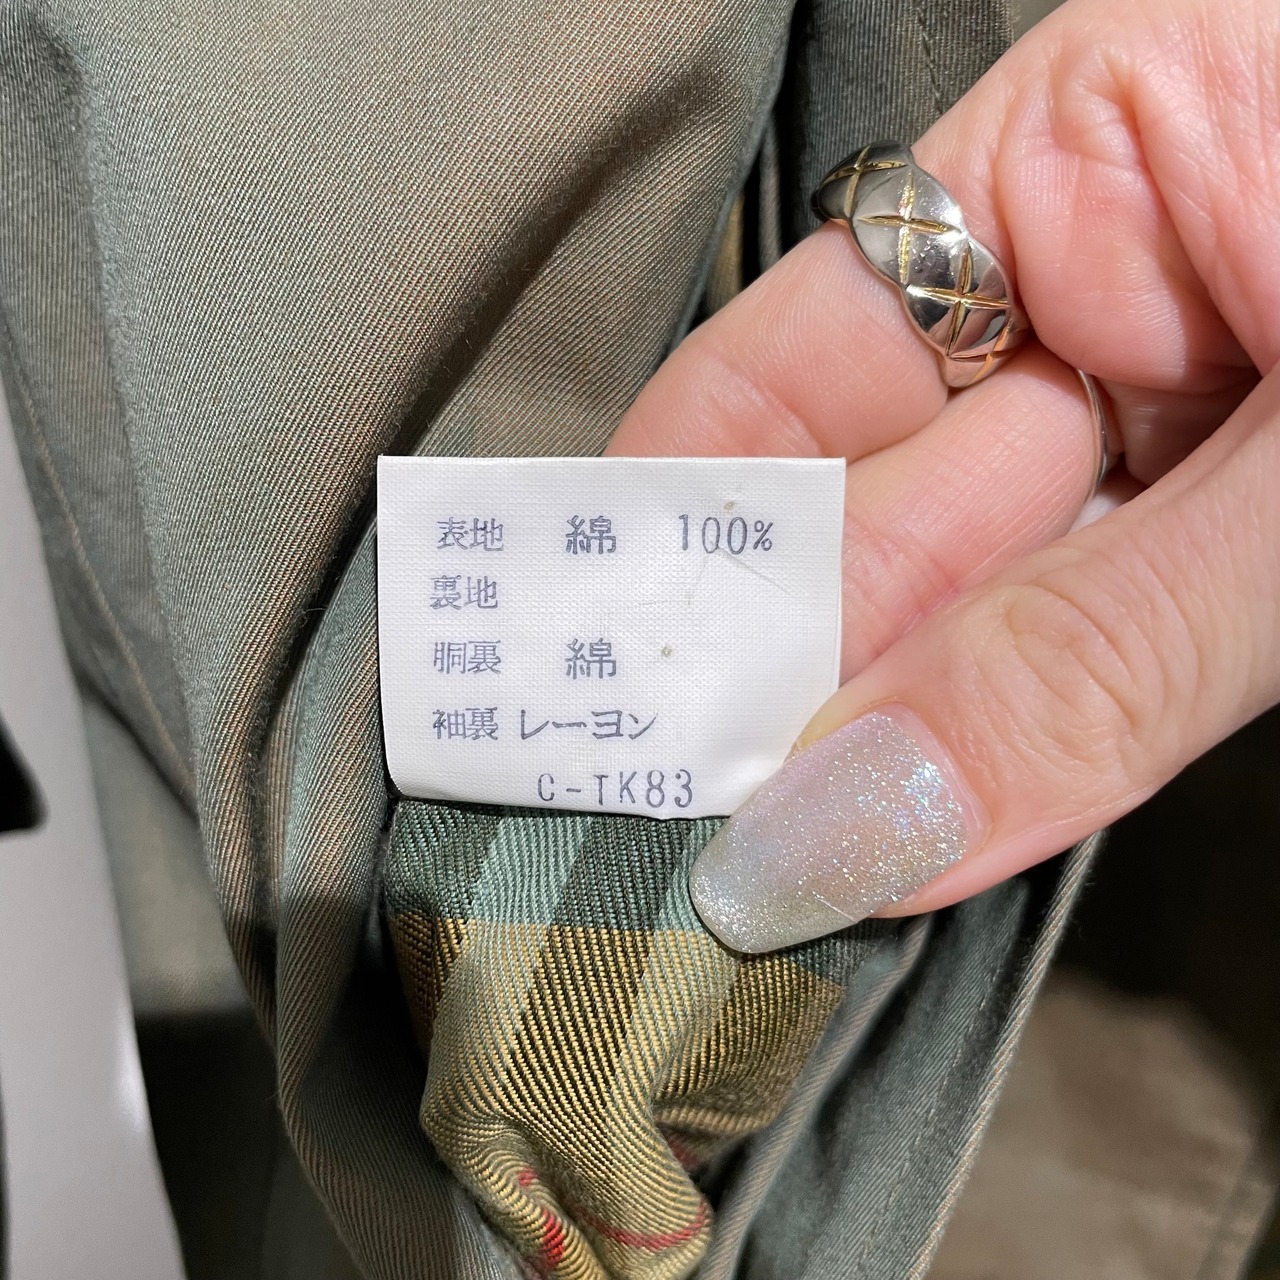 表地 綿 100%
裏地
胴裏 綿
袖裏 レーヨン
C-TK83